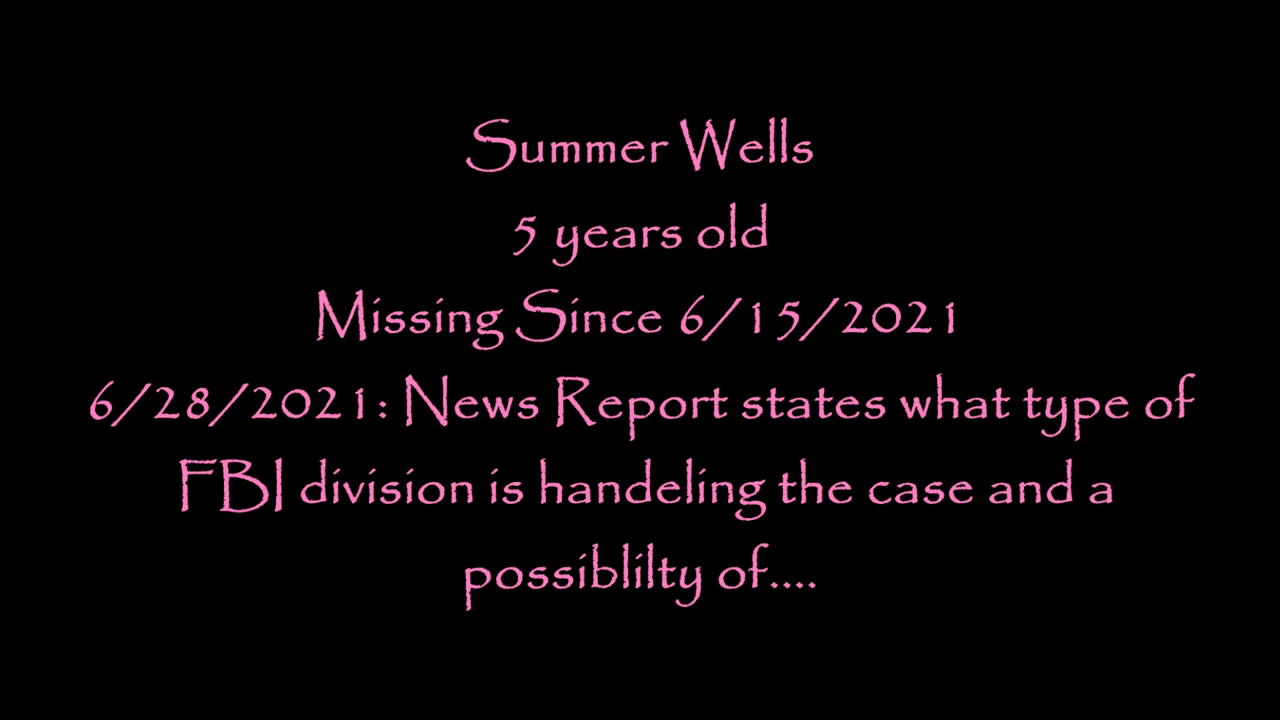 Summer Wells
5 years old
Missing Since 6/15/2021
6/28/2021: News Report states what type of
FBI division is handeling the case and a
possiblilty of....